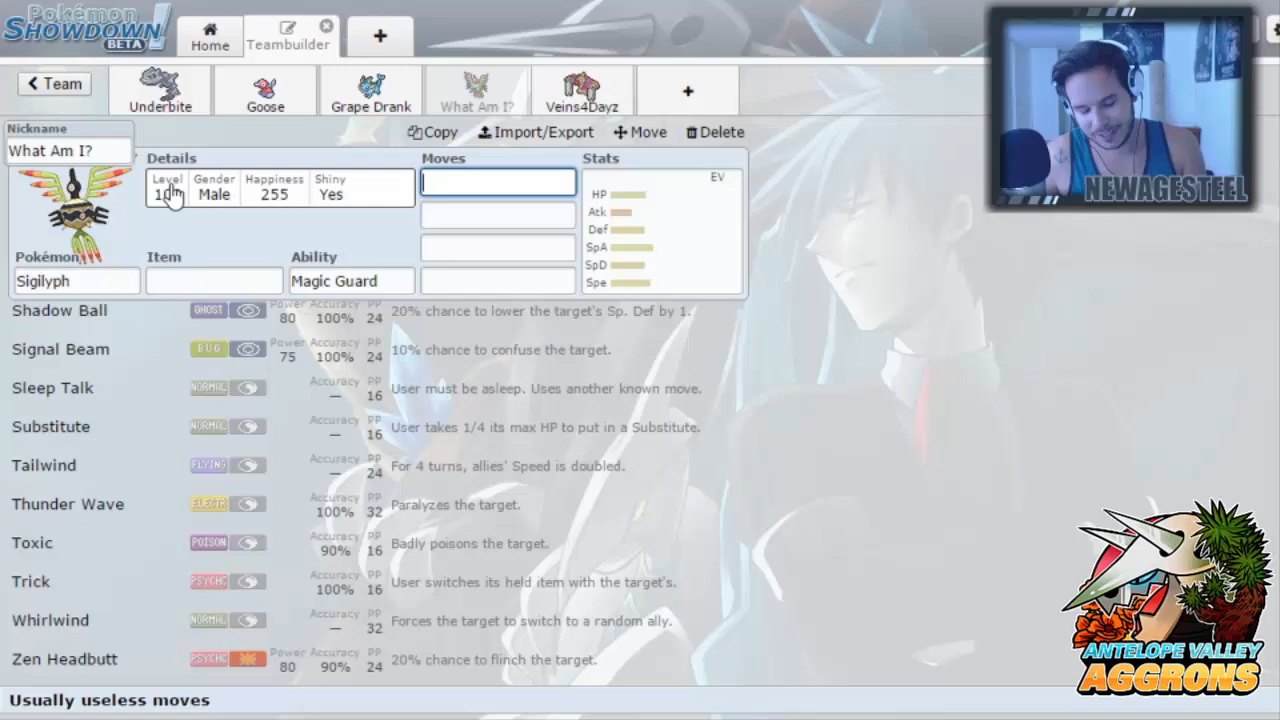 Pokémon
SHOWDOWN!
BETA
Home
Teambuilder
+
Team
Underbite
Goose
Grape Drank
What Am I?
Veins4Dayz
+
Copy
Import/Export
Move
Delete
Nickname
What Am I?
Details
Level
Gender
Male
Happiness
255
Shiny
Yes
Moves
Stats
EV
HP
Atk
Def
SpA
SpD
Spe
Pokémon
Sigilyph
Item
Ability
Magic Guard
Shadow Ball GHOST Power 80 Accuracy 100% PP 24 20% chance to lower the target's Sp. Def by 1.
Signal Beam BUG Power 75 Accuracy 100% PP 24 10% chance to confuse the target.
Sleep Talk NORMAL Accuracy — PP 16 User must be asleep. Uses another known move.
Substitute NORMAL Accuracy — PP 16 User takes 1/4 its max HP to put in a Substitute.
Tailwind FLYING Accuracy — PP 24 For 4 turns, allies' Speed is doubled.
Thunder Wave ELECTR Accuracy 100% PP 32 Paralyzes the target.
Toxic POISON Accuracy 90% PP 16 Badly poisons the target.
Trick PSYCHC Accuracy 100% PP 16 User switches its held item with the target's.
Whirlwind NORMAL Accuracy — PP 32 Forces the target to switch to a random ally.
Zen Headbutt PSYCHC Power 80 Accuracy 90% PP 24 20% chance to flinch the target.
Usually useless moves
NEWAGESTEEL
ANTELOPE VALLEY
AGGRONS